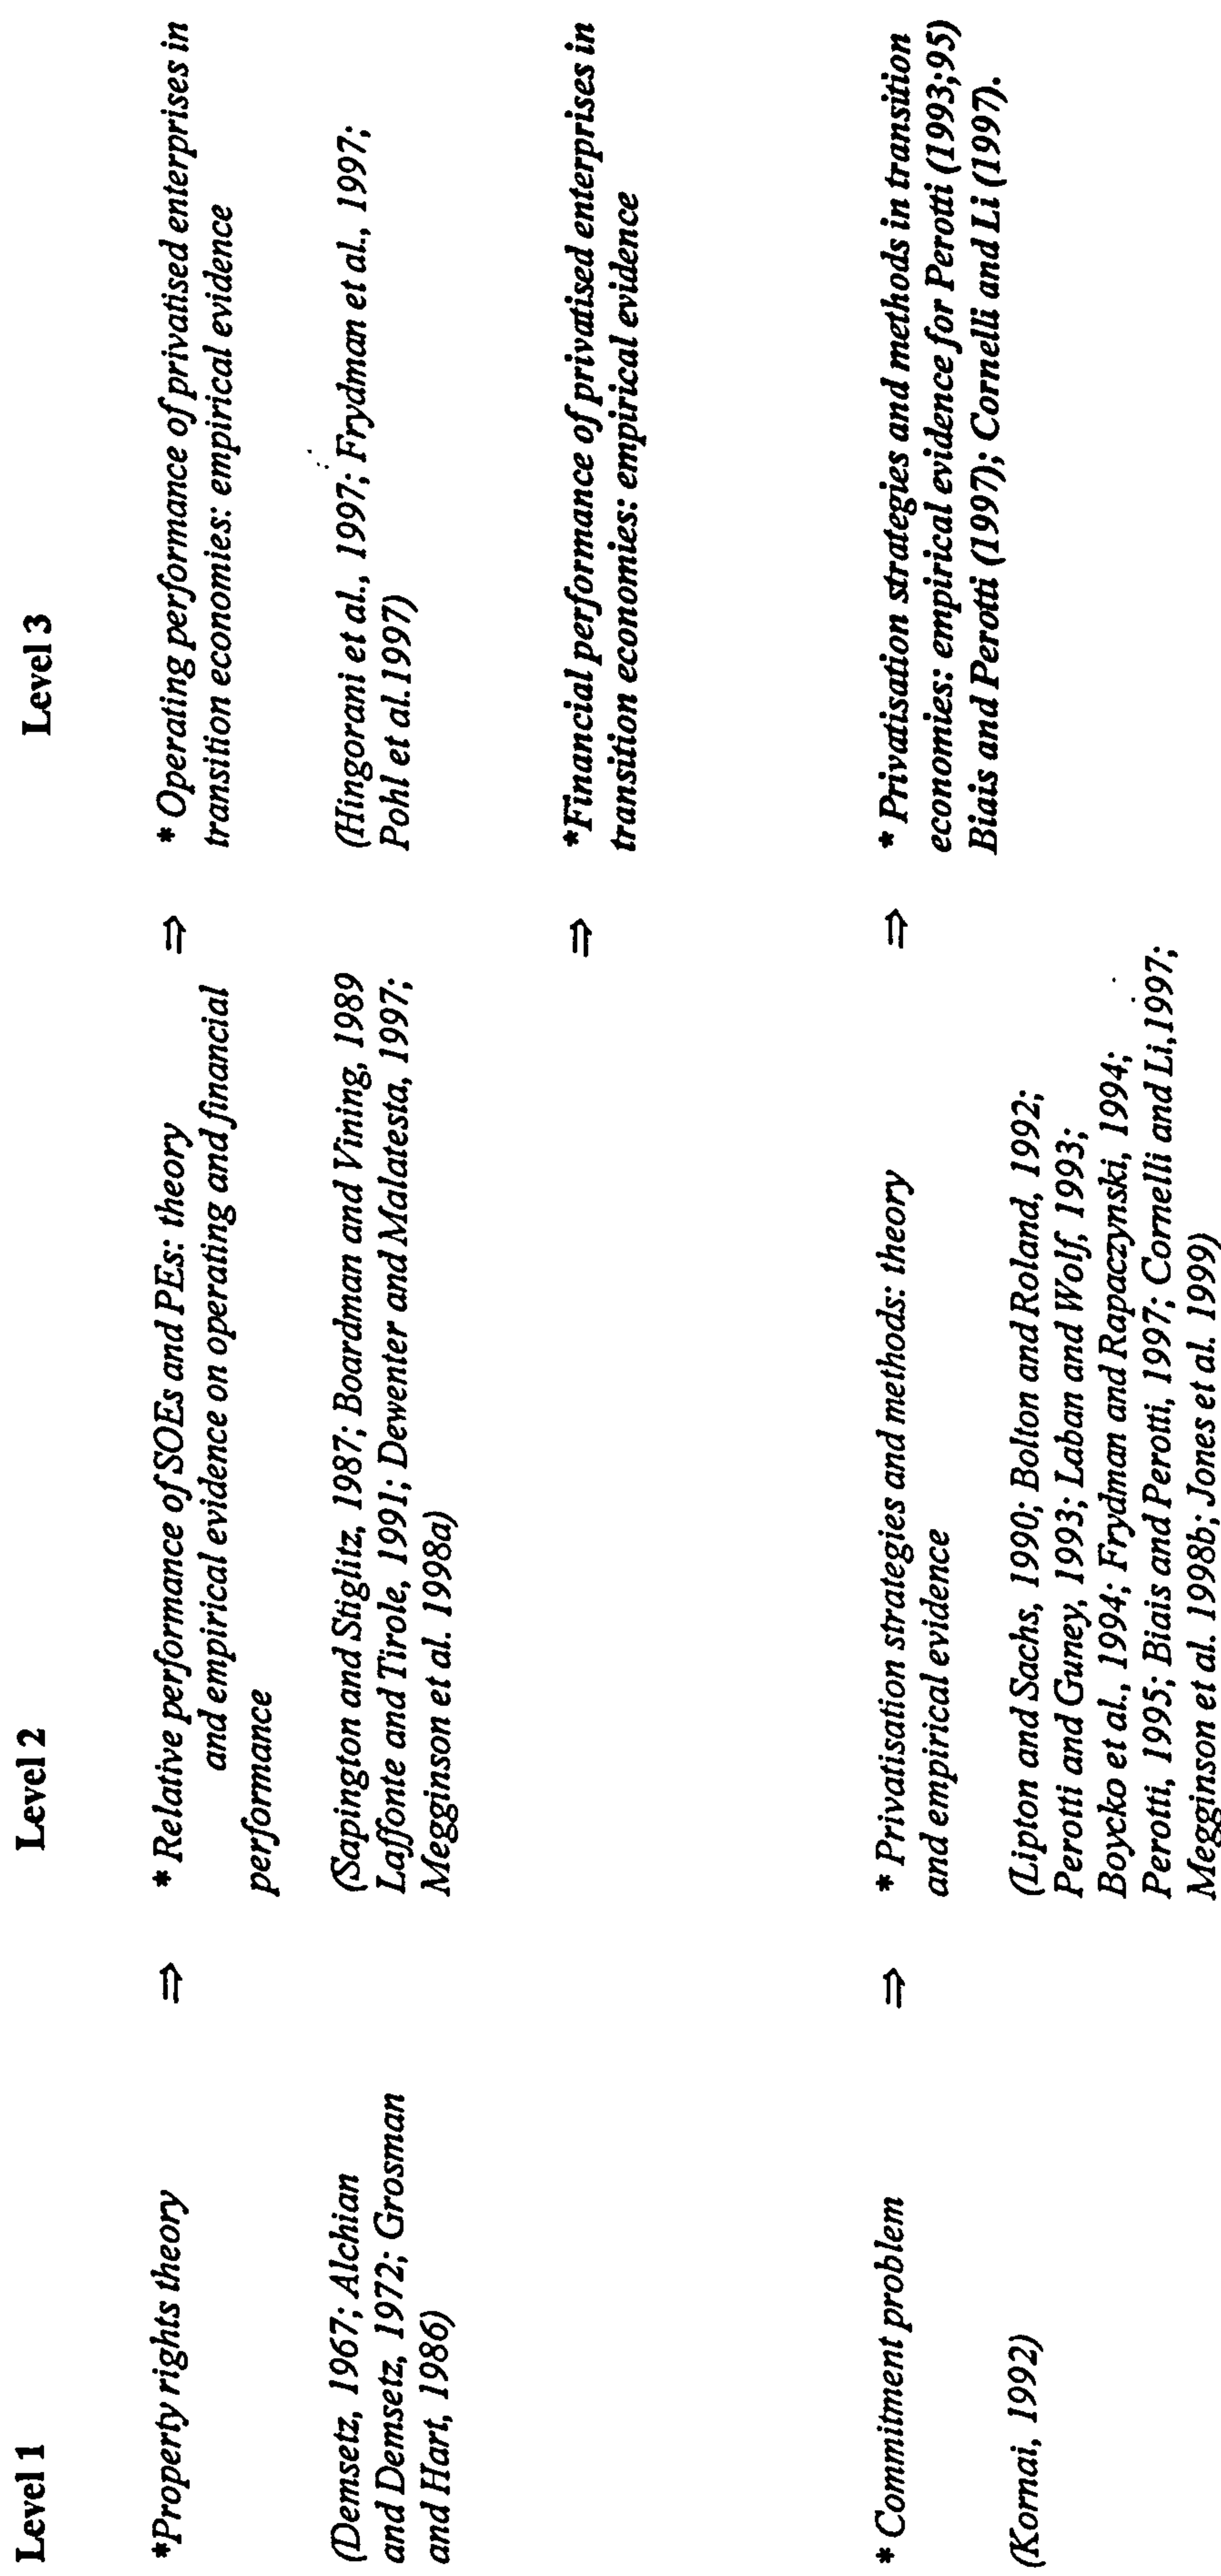 Level 1
Level 2
Level 3
*Property rights theory
⇒
* Relative performance of SOEs and PEs: theory
and empirical evidence on operating and financial
performance
⇒
* Operating performance of privatised enterprises in
transition economies: empirical evidence
(Demsetz, 1967; Alchian
and Demsetz, 1972; Grosman
and Hart, 1986)
(Sapington and Stiglitz, 1987; Boardman and Vining, 1989
Laffonte and Tirole, 1991; Dewenter and Malatesta, 1997;
Megginson et al. 1998a)
(Hingorani et al., 1997; Frydman et al., 1997;
Pohl et al.1997)
⇒
*Financial performance of privatised enterprises in
transition economies: empirical evidence
* Commitment problem
⇒
* Privatisation strategies and methods: theory
and empirical evidence
⇒
* Privatisation strategies and methods in transition
economies: empirical evidence for Perotti (1993;95)
Biais and Perotti (1997); Cornelli and Li (1997).
(Kornai, 1992)
(Lipton and Sachs, 1990; Bolton and Roland, 1992;
Perotti and Guney, 1993; Laban and Wolf, 1993;
Boycko et al., 1994; Frydman and Rapaczynski, 1994;
Perotti, 1995; Biais and Perotti, 1997; Cornelli and Li,1997;
Megginson et al. 1998b; Jones et al. 1999)